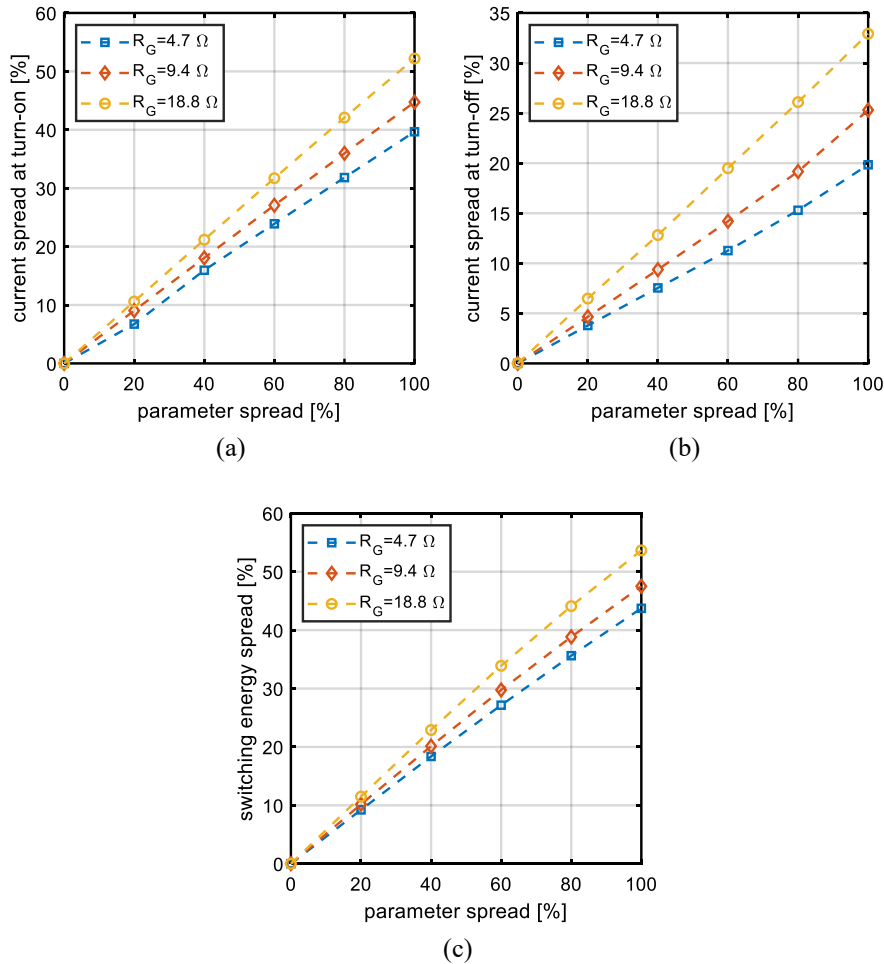 current spread at turn-on [%]
60
50
40
30
20
10
0
R_G=4.7 Ω
R_G=9.4 Ω
R_G=18.8 Ω
0 20 40 60 80 100
parameter spread [%]
(a)
current spread at turn-off [%]
35
30
25
20
15
10
5
0
R_G=4.7 Ω
R_G=9.4 Ω
R_G=18.8 Ω
0 20 40 60 80 100
parameter spread [%]
(b)
switching energy spread [%]
60
50
40
30
20
10
0
R_G=4.7 Ω
R_G=9.4 Ω
R_G=18.8 Ω
0 20 40 60 80 100
parameter spread [%]
(c)